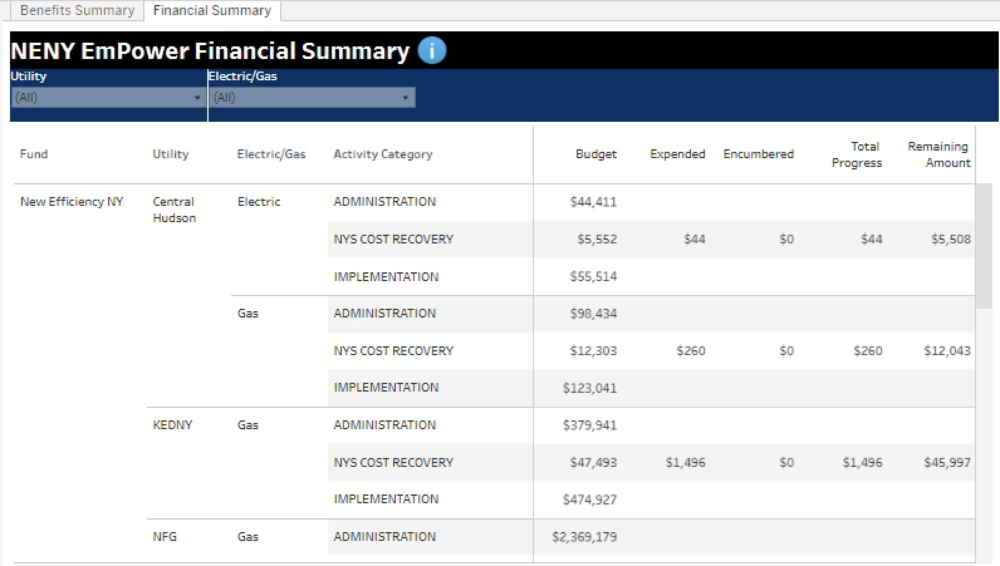 Benefits Summary Financial Summary
NENY EmPower Financial Summary i
Utility Electric/Gas
(All) (All)
Fund Utility Electric/Gas Activity Category Budget Expended Encumbered Total Progress Remaining Amount
New Efficiency NY Central Hudson Electric ADMINISTRATION $44,411
NYS COST RECOVERY $5,552 $44 $0 $44 $5,508
IMPLEMENTATION $55,514
Gas ADMINISTRATION $98,434
NYS COST RECOVERY $12,303 $260 $0 $260 $12,043
IMPLEMENTATION $123,041
KEDNY Gas ADMINISTRATION $379,941
NYS COST RECOVERY $47,493 $1,496 $0 $1,496 $45,997
IMPLEMENTATION $474,927
NFG Gas ADMINISTRATION $2,369,179